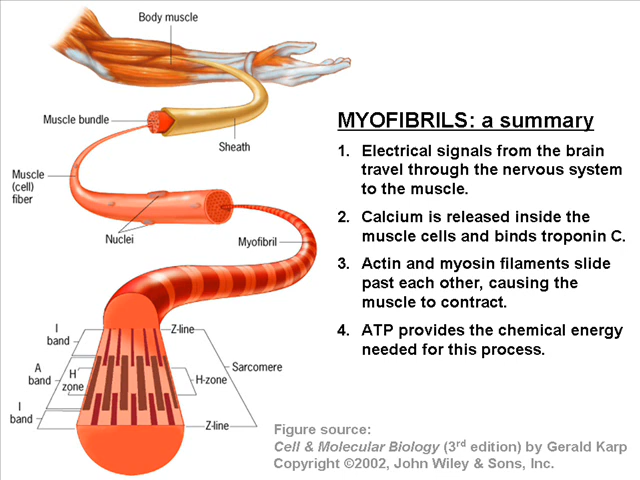 Body muscle
Muscle bundle
Sheath
Muscle
(cell)
fiber
Nuclei
Myofibril
I
band
Z-line
A
band
H
zone
H-zone
Sarcomere
I
band
Z-line
MYOFIBRILS: a summary
1. Electrical signals from the brain
travel through the nervous system
to the muscle.
2. Calcium is released inside the
muscle cells and binds troponin C.
3. Actin and myosin filaments slide
past each other, causing the
muscle to contract.
4. ATP provides the chemical energy
needed for this process.
Figure source:
Cell & Molecular Biology (3rd edition) by Gerald Karp
Copyright ©2002, John Wiley & Sons, Inc.